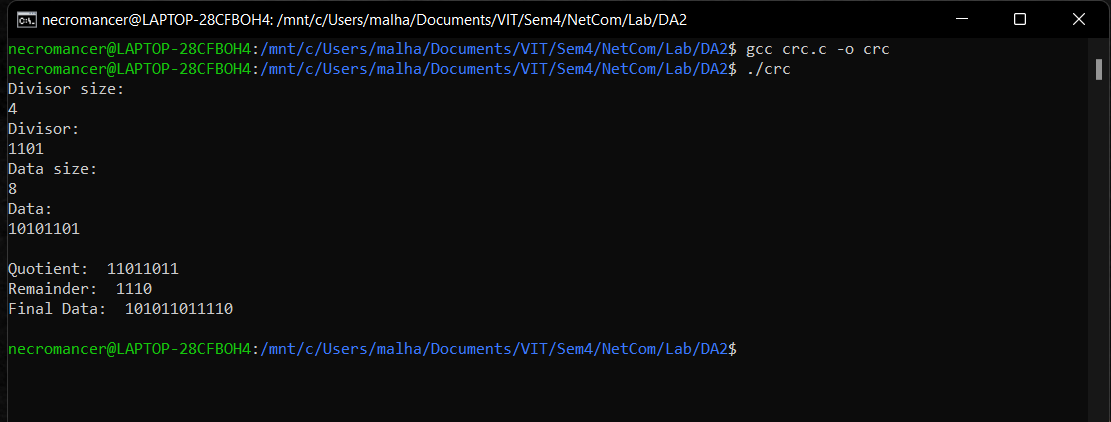 necromancer@LAPTOP-28CFBOH4: /mnt/c/Users/malha/Documents/VIT/Sem4/NetCom/Lab/DA2
necromancer@LAPTOP-28CFBOH4:/mnt/c/Users/malha/Documents/VIT/Sem4/NetCom/Lab/DA2$ gcc crc.c -o crc
necromancer@LAPTOP-28CFBOH4:/mnt/c/Users/malha/Documents/VIT/Sem4/NetCom/Lab/DA2$ ./crc
Divisor size:
4
Divisor:
1101
Data size:
8
Data:
10101101
Quotient:  11011011
Remainder:  1110
Final Data:  101011011110
necromancer@LAPTOP-28CFBOH4:/mnt/c/Users/malha/Documents/VIT/Sem4/NetCom/Lab/DA2$